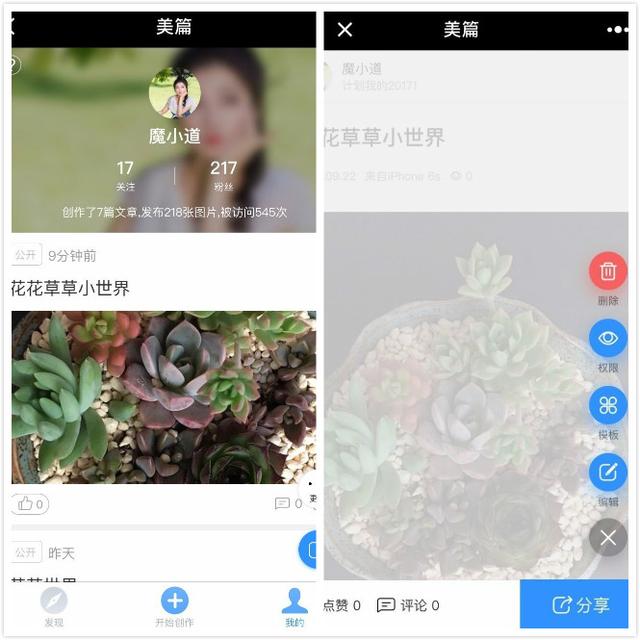 美篇
魔小道
17
217
关注
粉丝
创作了7篇文章,发布218张图片,被访问545次
公开 9分钟前
花花草草小世界
0
0
公开 昨天
发现
开始创作
我的
美篇
魔小道
计划我的20171
花草草小世界
.09.22 来自iPhone 6s 0
删除
权限
模板
编辑
点赞 0 评论 0
分享